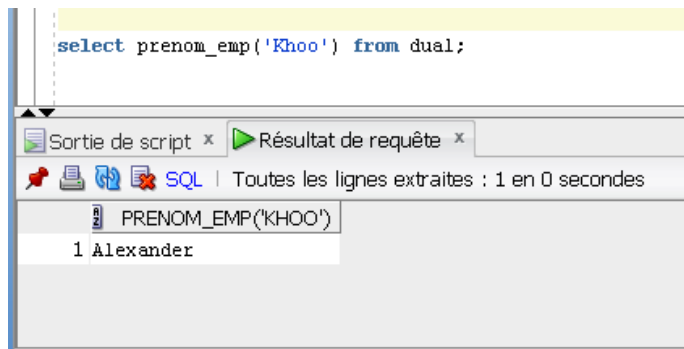 select prenom_emp('Khoo') from dual;
Sortie de script x Résultat de requête x
SQL | Toutes les lignes extraites : 1 en 0 secondes
PRENOM_EMP('KHOO')
1 Alexander